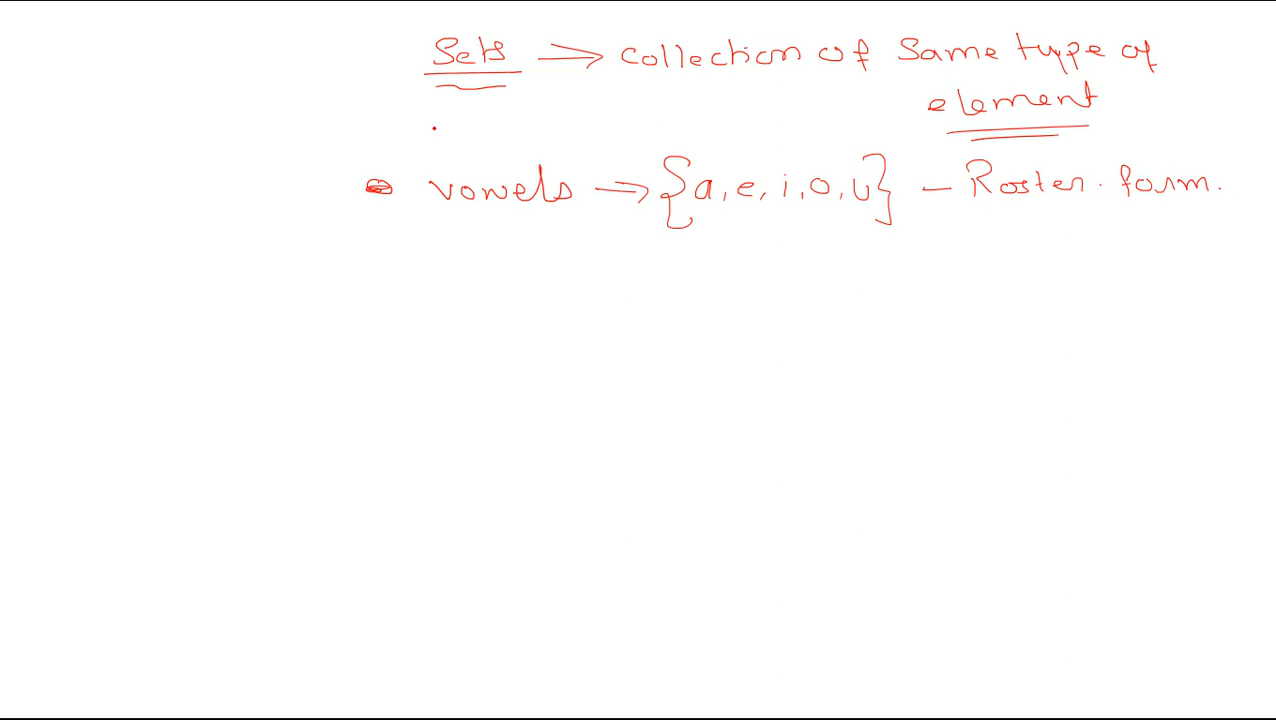 Sets → collection of same type of
element
vowels → {a, e, i, o, u} - Roster form.